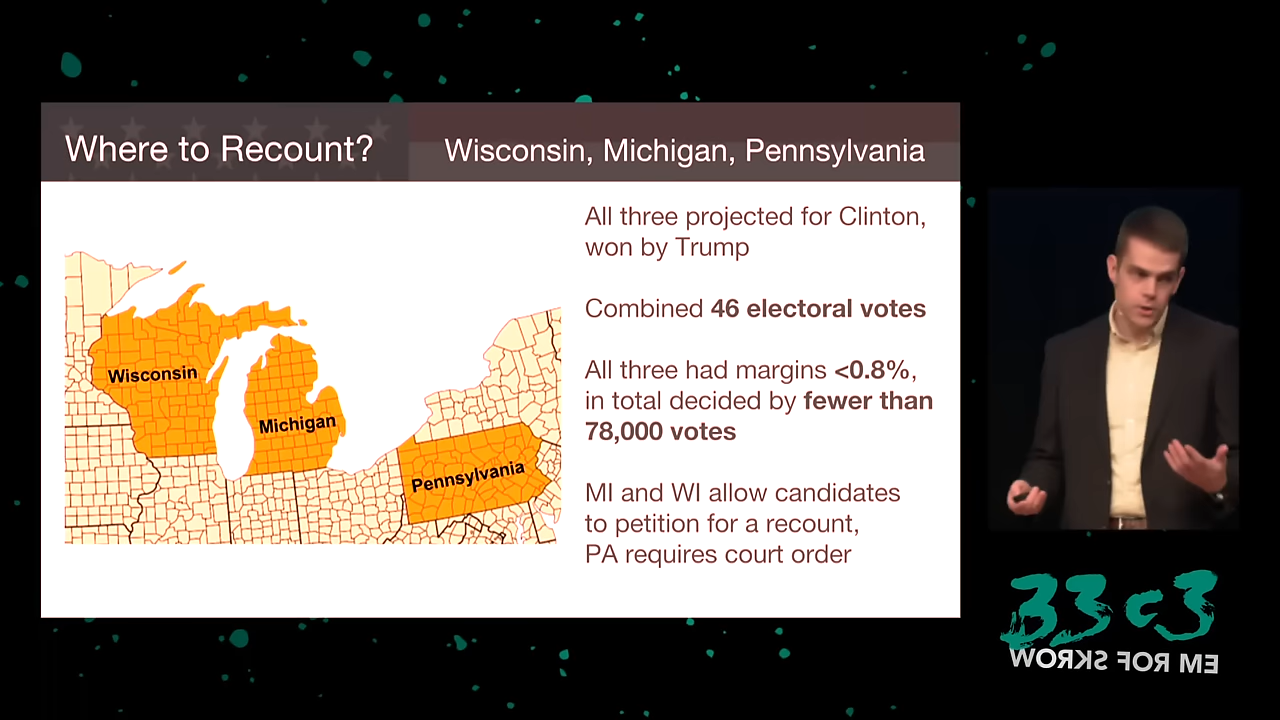 Where to Recount?
Wisconsin, Michigan, Pennsylvania
All three projected for Clinton,
won by Trump
Combined 46 electoral votes
All three had margins <0.8%,
in total decided by fewer than
78,000 votes
MI and WI allow candidates
to petition for a recount,
PA requires court order
Wisconsin
Michigan
Pennsylvania
33c3
WORKS FOR ME